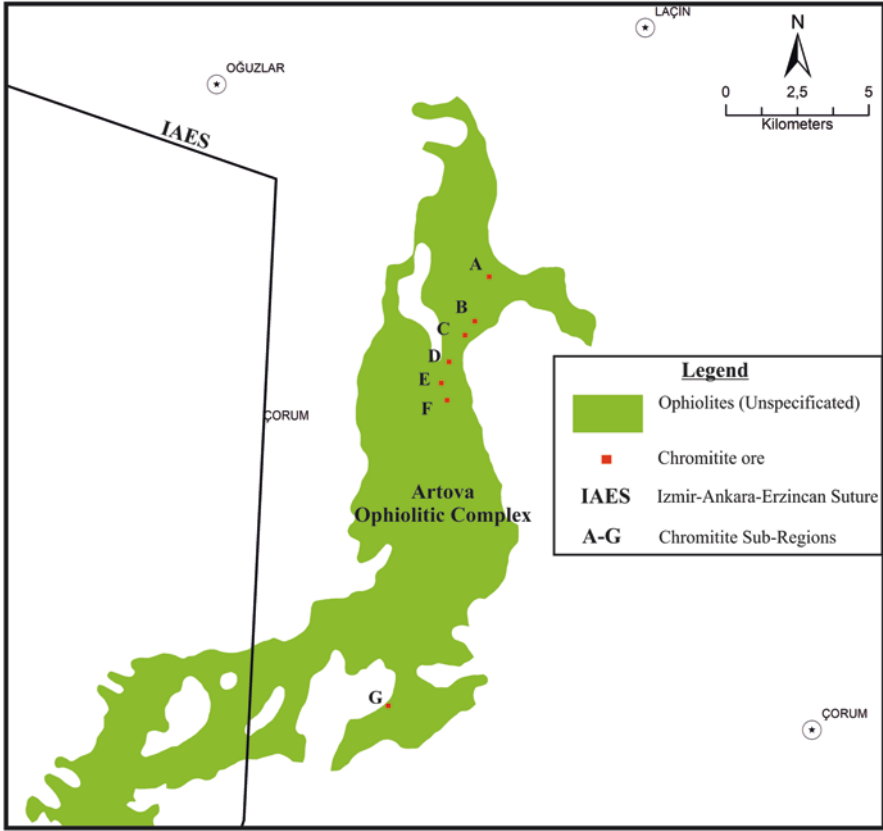 LAÇİN
N
OĞUZLAR
0 2,5 5
Kilometers
IAES
A
B
C
D
E
F
ÇORUM
Legend
Ophiolites (Unspecificated)
Chromitite ore
IAES Izmir-Ankara-Erzincan Suture
A-G Chromitite Sub-Regions
Artova
Ophiolitic Complex
G
ÇORUM